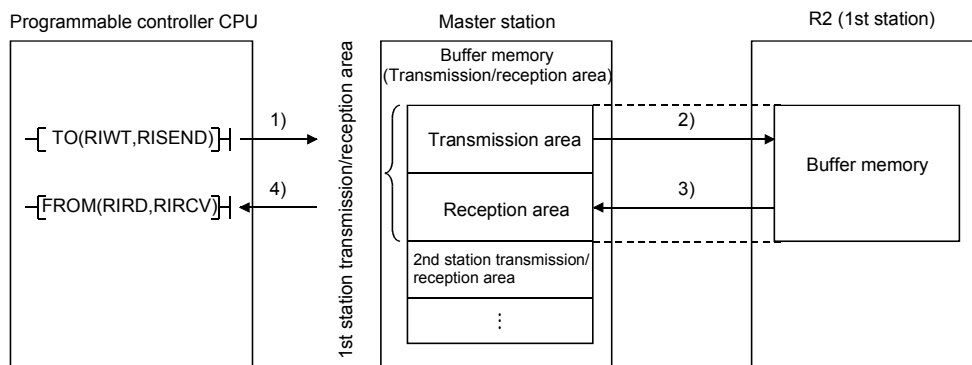 Programmable controller CPU
Master station
R2 (1st station)
Buffer memory
(Transmission/reception area)
1st station transmission/reception area
TO(RIWT,RISEND)
1)
Transmission area
2)
Buffer memory
FROM(RIRD,RIRCV)
4)
Reception area
3)
2nd station transmission/
reception area
⋮